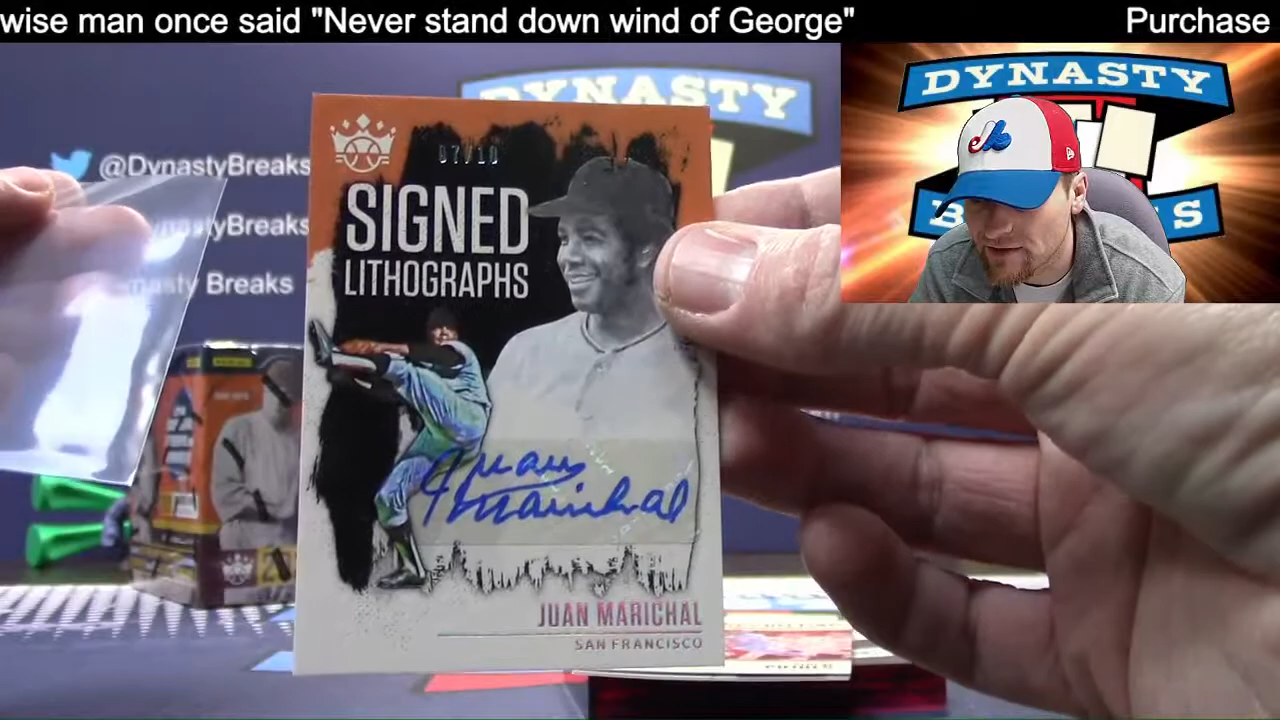 wise man once said "Never stand down wind of George"
Purchase
DYNASTY
DYNASTY
@DynastyBreaks
07/10
SIGNED
LITHOGRAPHS
Breaks
Juan Marichal
JUAN MARICHAL
SAN FRANCISCO